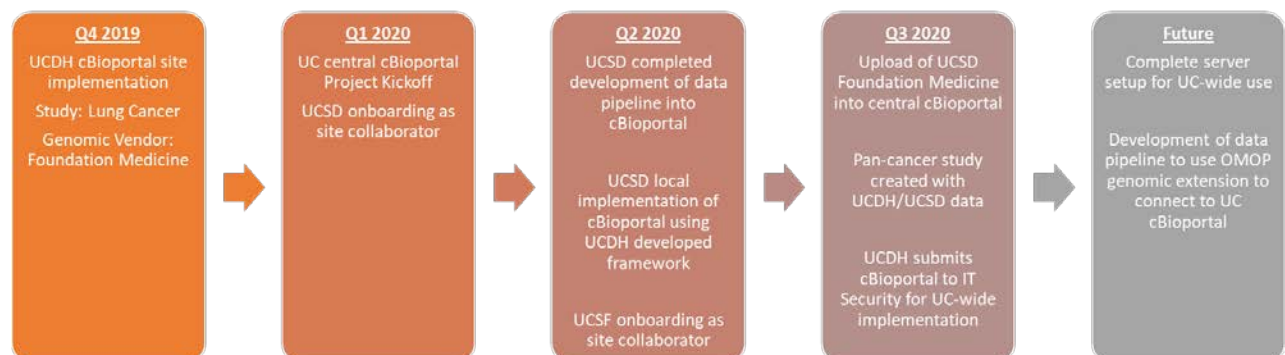 Q4 2019
UCDH cBioportal site
implementation
Study: Lung Cancer
Genomic Vendor:
Foundation Medicine
Q1 2020
UC central cBioportal
Project Kickoff
UCSD onboarding as
site collaborator
Q2 2020
UCSD completed
development of data
pipeline into
cBioportal
UCSD local
implementation of
cBioportal using
UCDH developed
framework
UCSF onboarding as
site collaborator
Q3 2020
Upload of UCSD
Foundation Medicine
into central cBioportal
Pan-cancer study
created with
UCDH/UCSD data
UCDH submits
cBioportal to IT
Security for UC-wide
implementation
Future
Complete server
setup for UC-wide use
Development of data
pipeline to use OMOP
genomic extension to
connect to UC
cBioportal